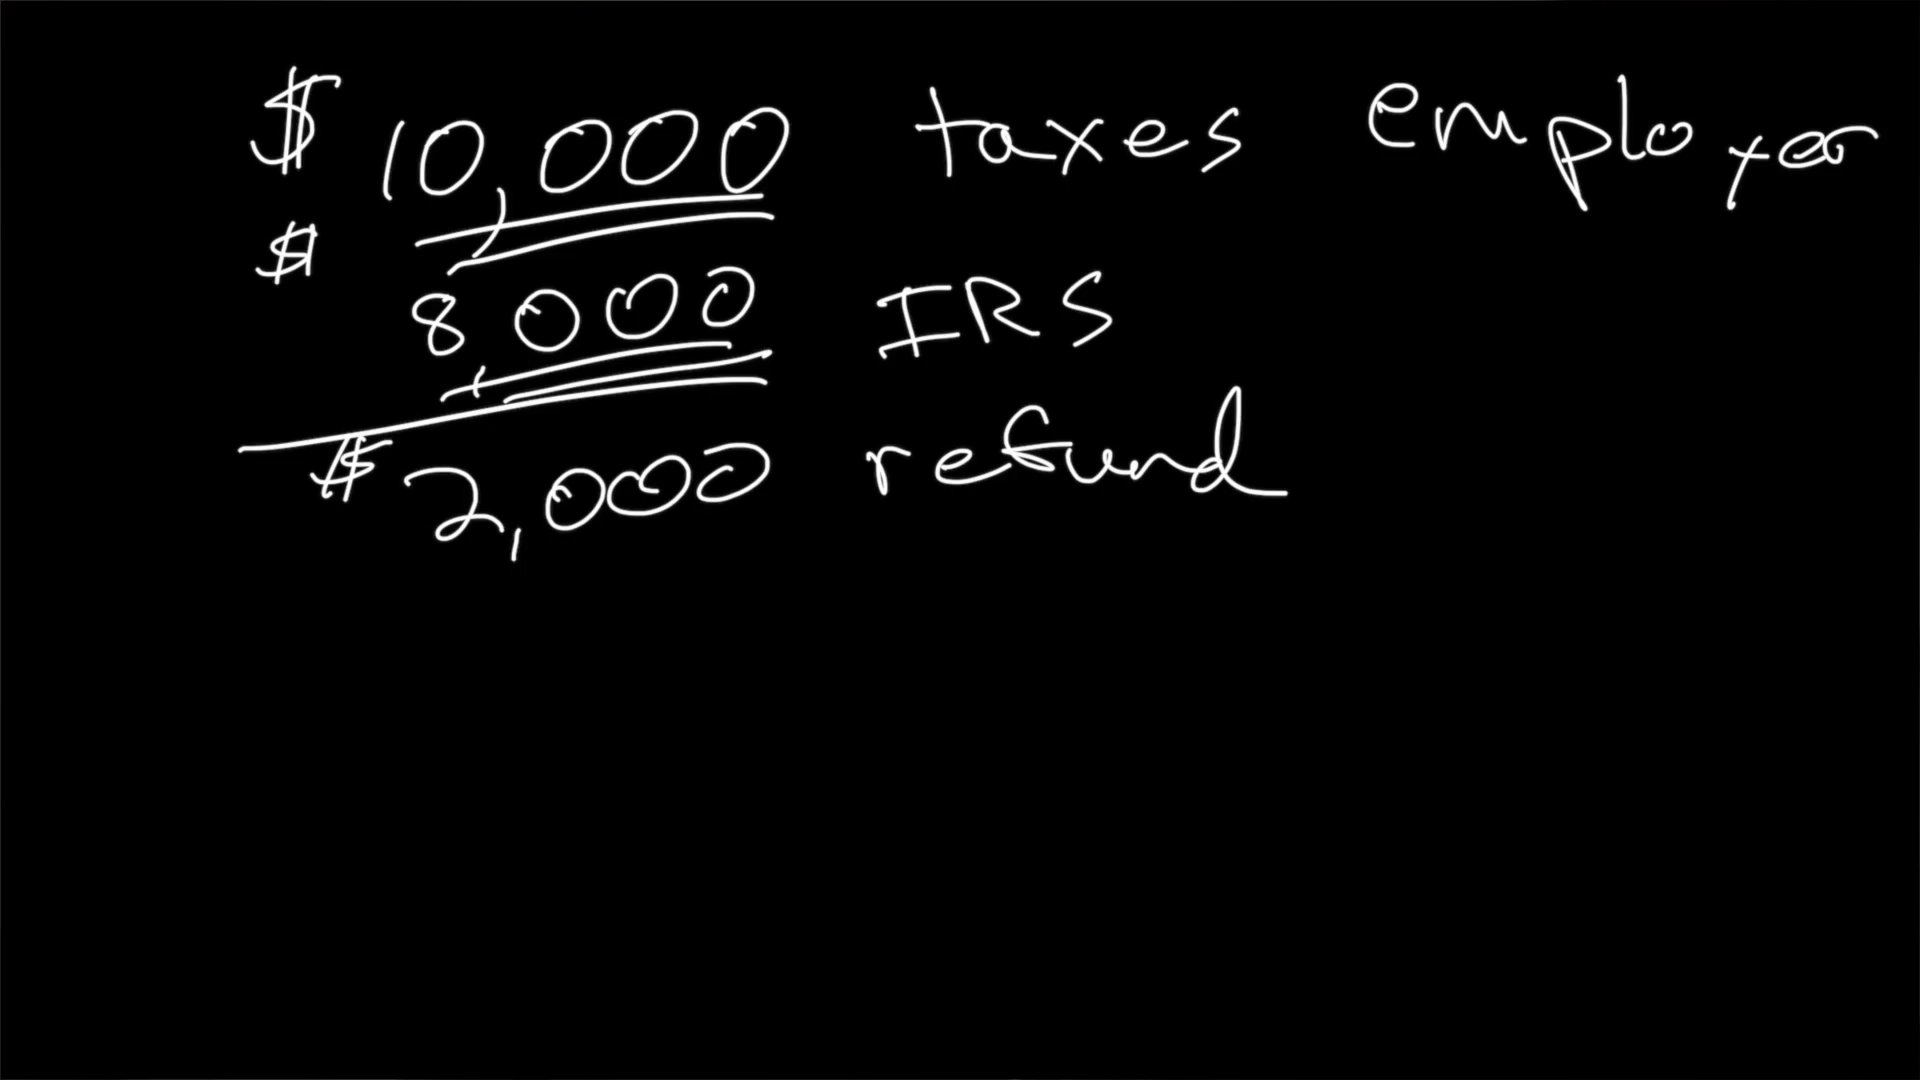 $ 10,000 taxes employer
$ 8,000 IRS
$ 2,000 refund